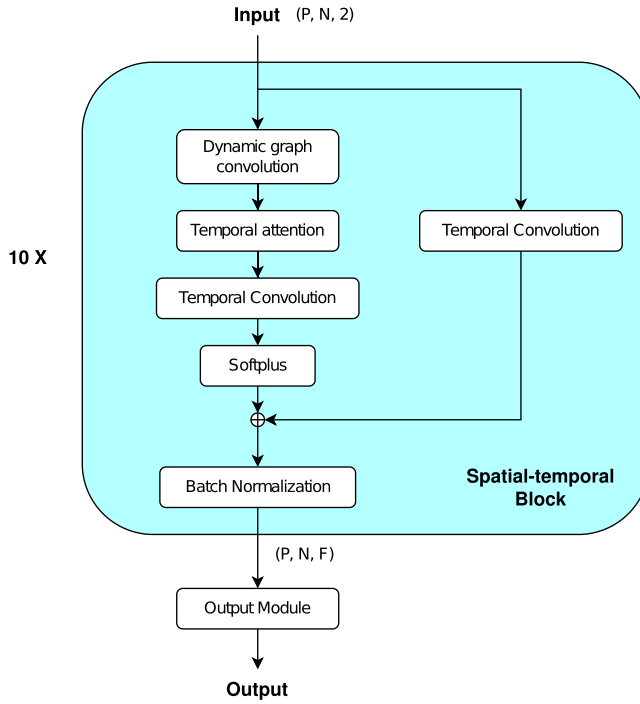 Input (P, N, 2)
Dynamic graph
convolution
Temporal attention
Temporal Convolution
10 X
Temporal Convolution
Softplus
Batch Normalization
Spatial-temporal
Block
(P, N, F)
Output Module
Output